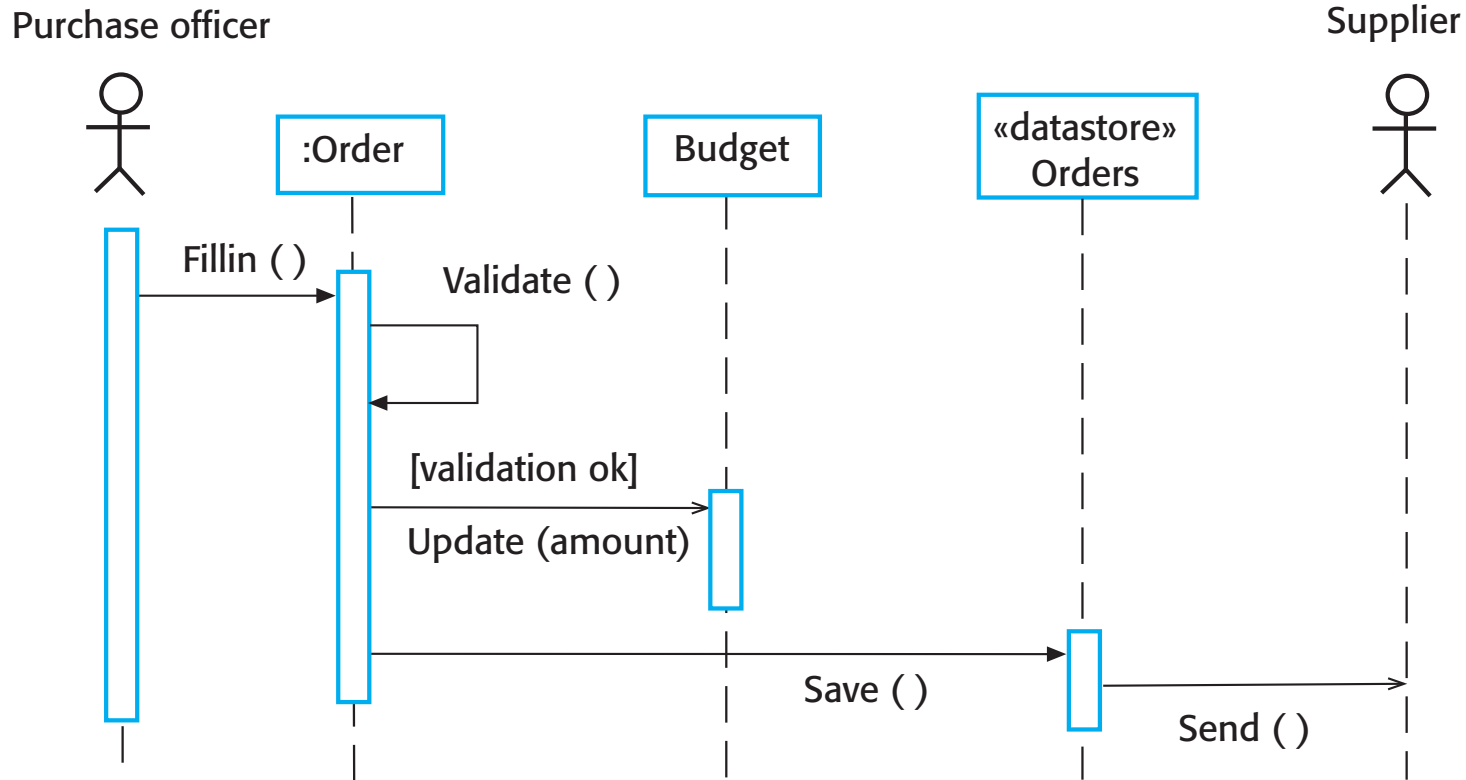 Purchase officer
Supplier
:Order
Budget
«datastore»
Orders
Fillin ( )
Validate ( )
[validation ok]
Update (amount)
Save ( )
Send ( )